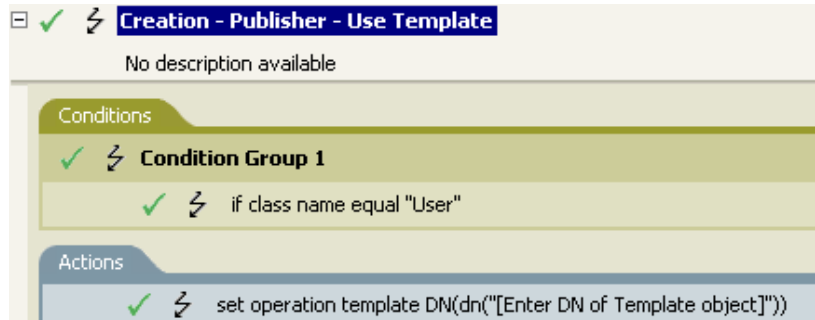 Creation - Publisher - Use Template
No description available
Conditions
Condition Group 1
if class name equal "User"
Actions
set operation template DN(dn("[Enter DN of Template object]"))